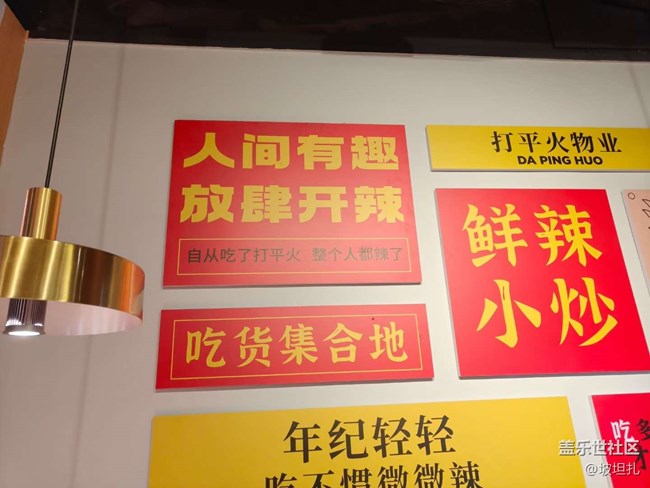 人间有趣
放肆开辣
自从吃了打平火 整个人都辣了
吃货集合地
打平火物业
DA PING HUO
鲜辣
小炒
年纪轻轻
吃不惯微微辣
吃
盖乐世社区
@坡坦扎